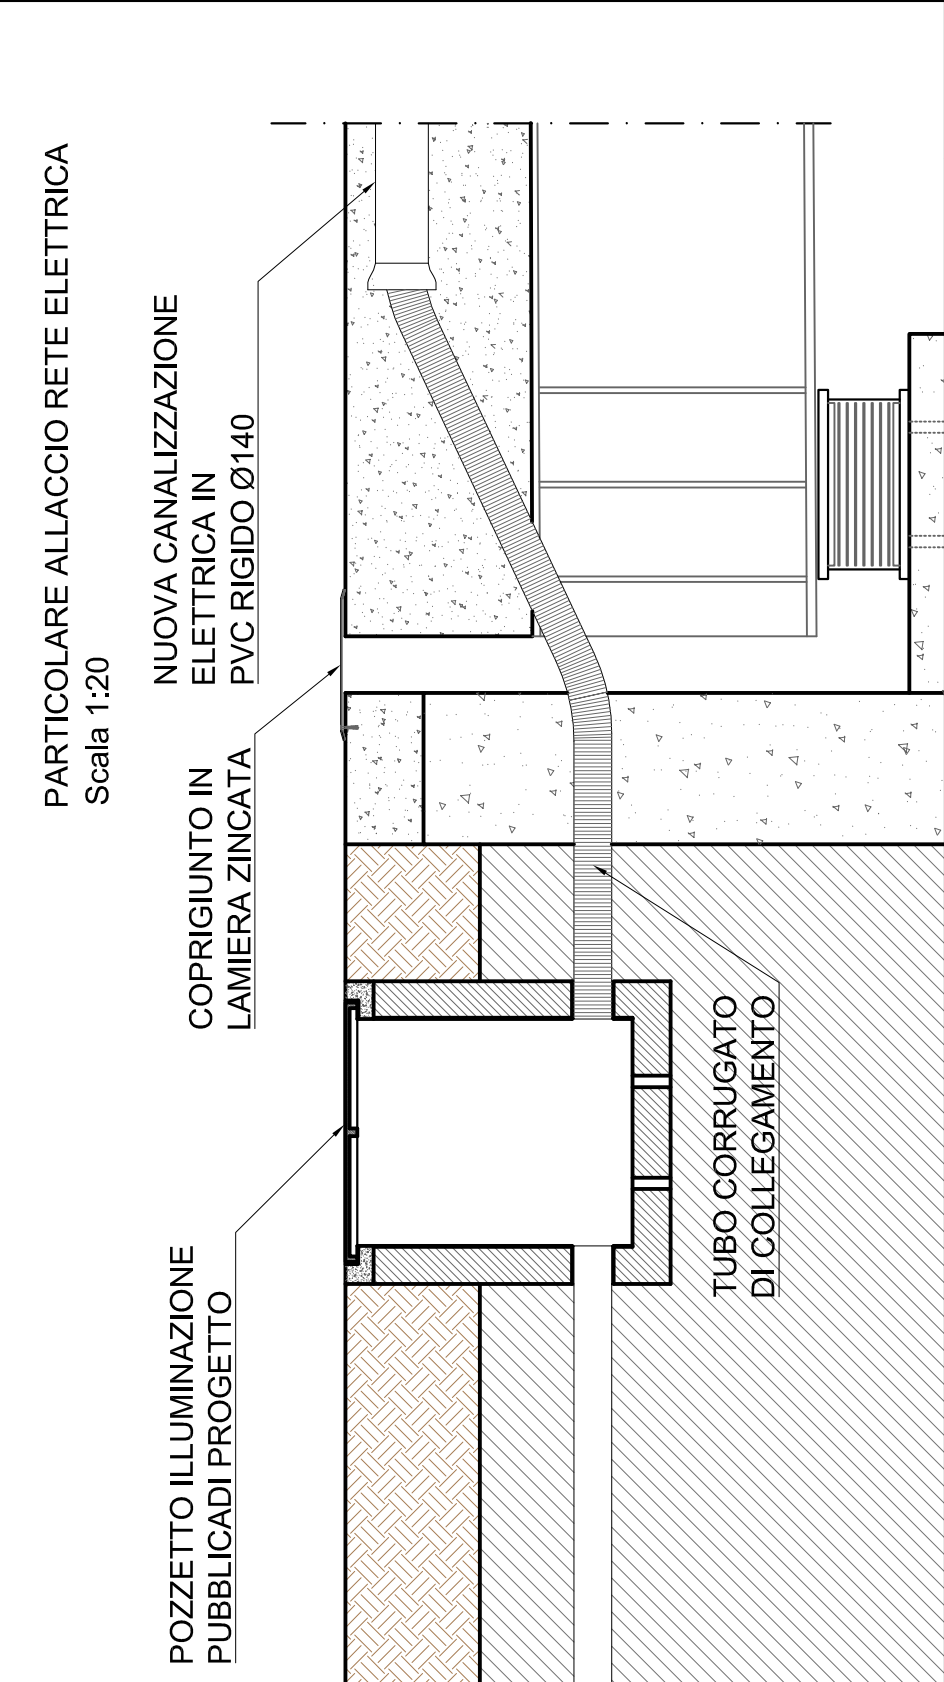 PARTICOLARE ALLACCIO RETE ELETTRICA
Scala 1:20
POZZETTO ILLUMINAZIONE
PUBBLICADI PROGETTO
COPRIGIUNTO IN
LAMIERA ZINCATA
NUOVA CANALIZZAZIONE
ELETTRICA IN
PVC RIGIDO Ø140
TUBO CORRUGATO
DI COLLEGAMENTO